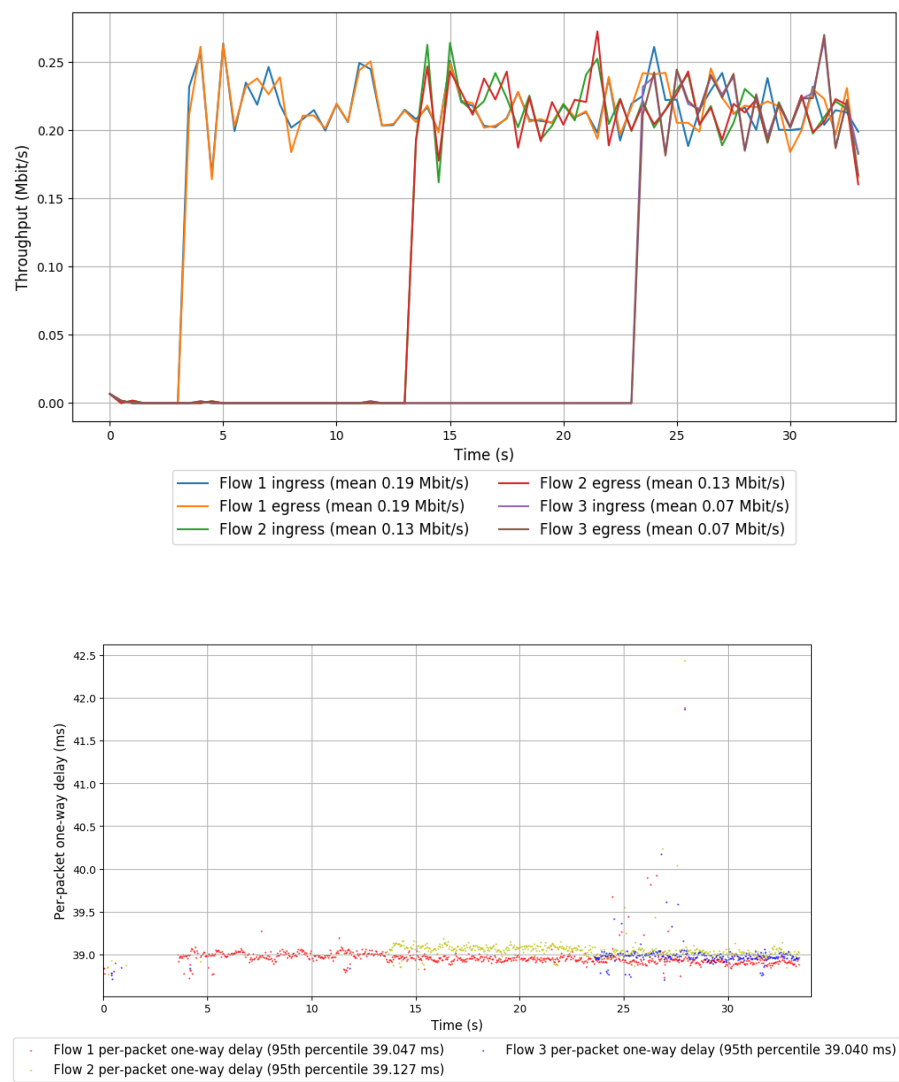 0.25
0.20
0.15
0.10
0.05
0.00
Throughput (Mbit/s)
0 5 10 15 20 25 30
Time (s)
Flow 1 ingress (mean 0.19 Mbit/s) Flow 2 egress (mean 0.13 Mbit/s)
Flow 1 egress (mean 0.19 Mbit/s) Flow 3 ingress (mean 0.07 Mbit/s)
Flow 2 ingress (mean 0.13 Mbit/s) Flow 3 egress (mean 0.07 Mbit/s)
42.5
42.0
41.5
41.0
40.5
40.0
39.5
39.0
Per-packet one-way delay (ms)
0 5 10 15 20 25 30
Time (s)
Flow 1 per-packet one-way delay (95th percentile 39.047 ms) Flow 3 per-packet one-way delay (95th percentile 39.040 ms)
Flow 2 per-packet one-way delay (95th percentile 39.127 ms)